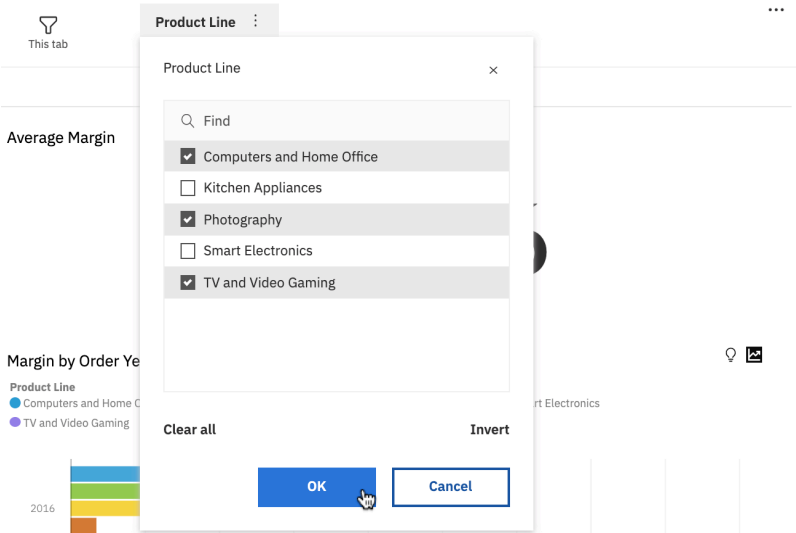 Product Line
This tab
Product Line
Find
Average Margin
Computers and Home Office
Kitchen Appliances
Photography
Smart Electronics
TV and Video Gaming
Margin by Order Ye
Product Line
Computers and Home
rt Electronics
TV and Video Gaming
Clear all
Invert
OK
Cancel
2016